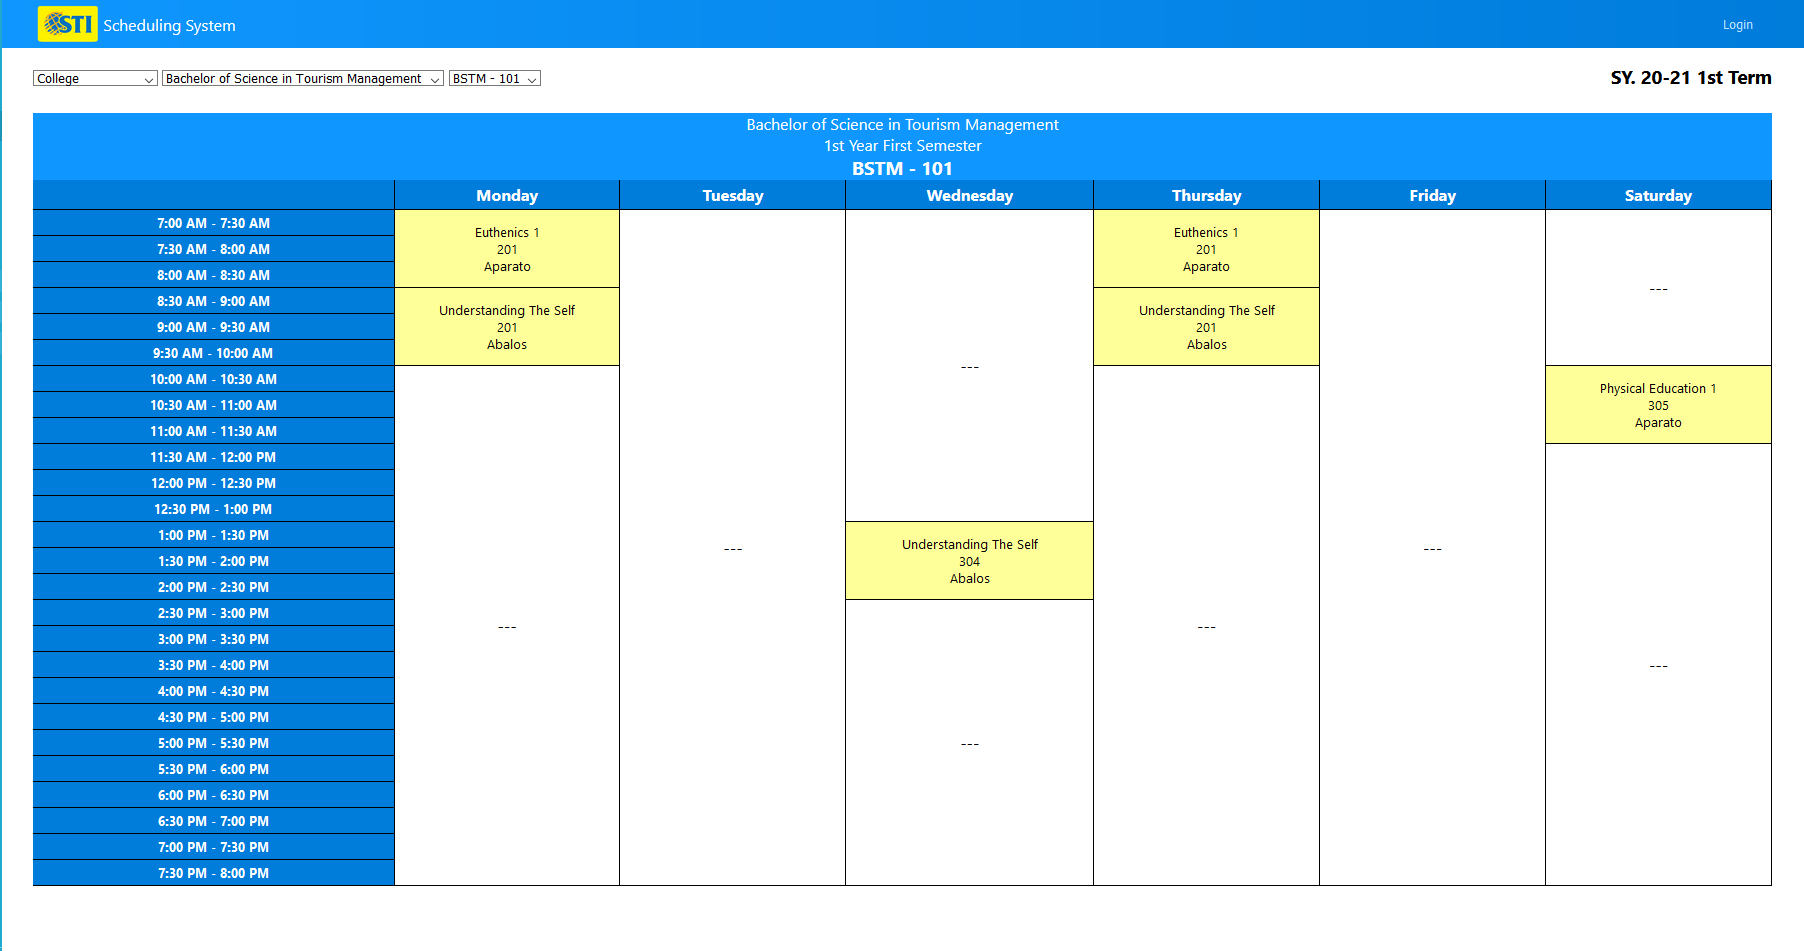 STI Scheduling System
Login
College
Bachelor of Science in Tourism Management
BSTM - 101
SY. 20-21 1st Term
Bachelor of Science in Tourism Management
1st Year First Semester
BSTM - 101
Monday Tuesday Wednesday Thursday Friday Saturday
7:00 AM - 7:30 AM
7:30 AM - 8:00 AM
8:00 AM - 8:30 AM
8:30 AM - 9:00 AM
9:00 AM - 9:30 AM
9:30 AM - 10:00 AM
10:00 AM - 10:30 AM
10:30 AM - 11:00 AM
11:00 AM - 11:30 AM
11:30 AM - 12:00 PM
12:00 PM - 12:30 PM
12:30 PM - 1:00 PM
1:00 PM - 1:30 PM
1:30 PM - 2:00 PM
2:00 PM - 2:30 PM
2:30 PM - 3:00 PM
3:00 PM - 3:30 PM
3:30 PM - 4:00 PM
4:00 PM - 4:30 PM
4:30 PM - 5:00 PM
5:00 PM - 5:30 PM
5:30 PM - 6:00 PM
6:00 PM - 6:30 PM
6:30 PM - 7:00 PM
7:00 PM - 7:30 PM
7:30 PM - 8:00 PM
Euthenics 1
201
Aparato
Understanding The Self
201
Abalos
---
---
---
Understanding The Self
304
Abalos
---
Euthenics 1
201
Aparato
Understanding The Self
201
Abalos
---
---
---
Physical Education 1
305
Aparato
---